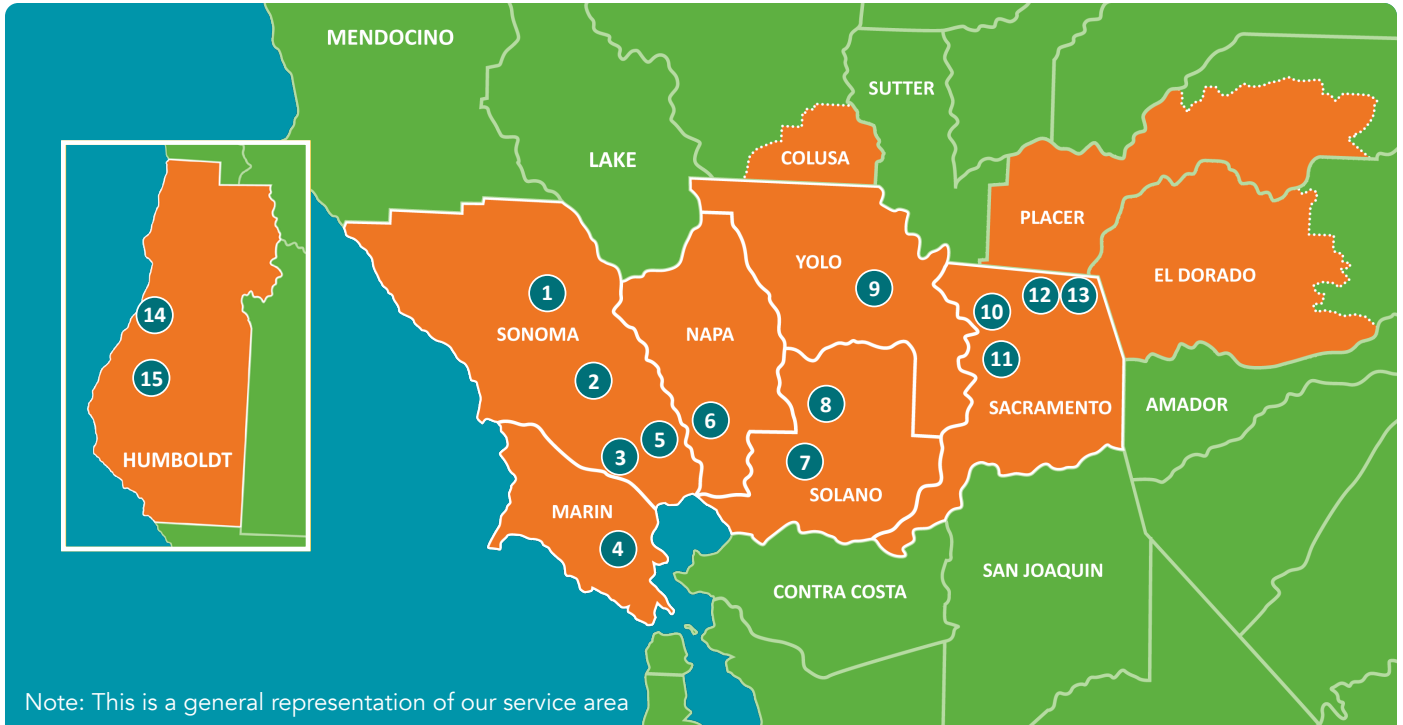 MENDOCINO
SUTTER
LAKE
COLUSA
PLACER
YOLO
EL DORADO
1
9
12
13
10
14
SONOMA
NAPA
11
15
2
8
SACRAMENTO
AMADOR
6
5
3
7
HUMBOLDT
SOLANO
MARIN
4
SAN JOAQUIN
CONTRA COSTA
Note: This is a general representation of our service area